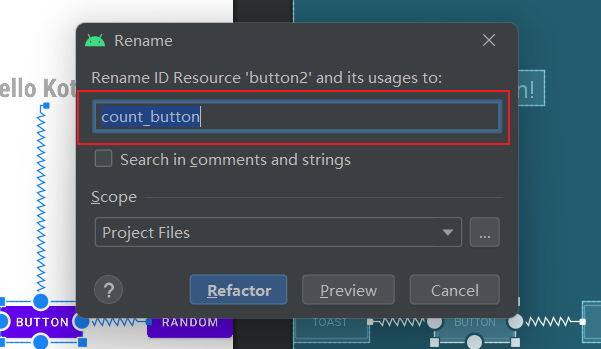 Rename
Rename ID Resource 'button2' and its usages to:
ello Kot
n!
count_button
Search in comments and strings
Scope
Project Files
...
?
Refactor
Preview
Cancel
BUTTON
RANDOM
TOAST
BUTTON